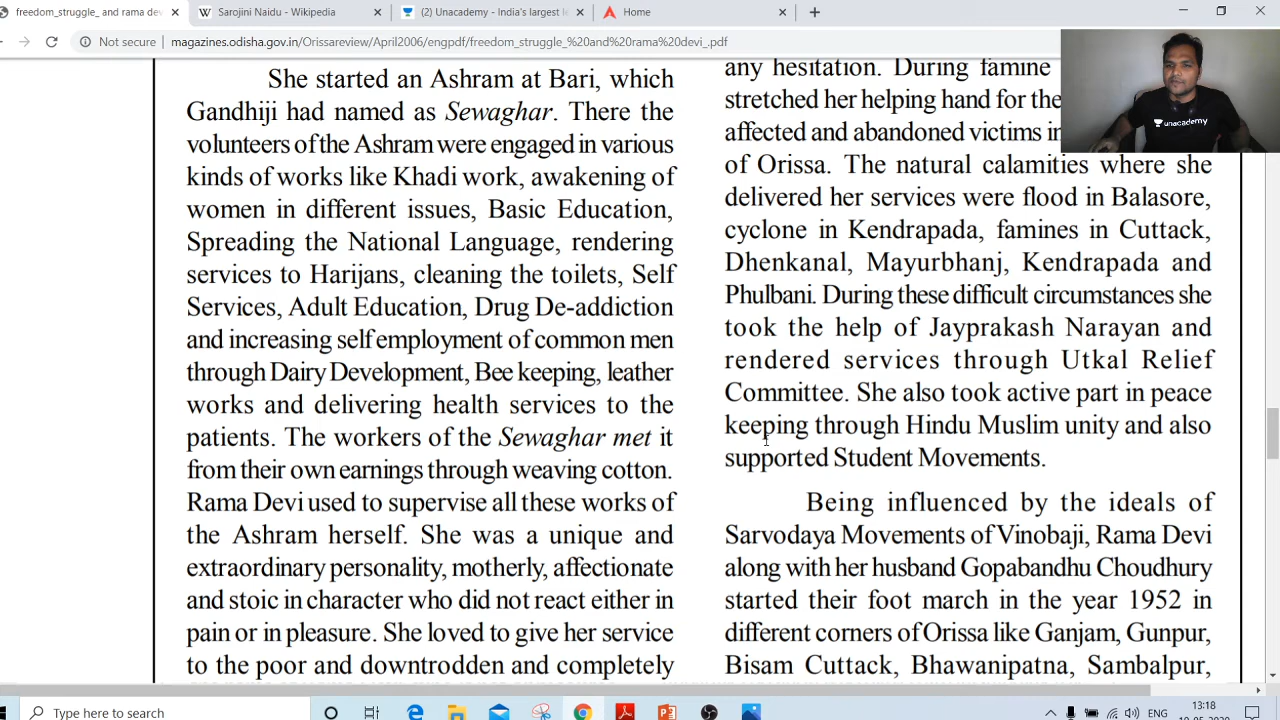 freedom_struggle_ and rama de
Sarojini Naidu - Wikipedia
(2) Unacademy - India's largest le
Home
Not secure
magazines.odisha.gov.in/Orissareview/April2006/engpdf/freedom_struggle_%20and%20rama%20devi_.pdf
unacademy
She started an Ashram at Bari, which
Gandhiji had named as Sewaghar. There the
volunteers of the Ashram were engaged in various
kinds of works like Khadi work, awakening of
women in different issues, Basic Education,
Spreading the National Language, rendering
services to Harijans, cleaning the toilets, Self
Services, Adult Education, Drug De-addiction
and increasing self employment of common men
through Dairy Development, Bee keeping, leather
works and delivering health services to the
patients. The workers of the Sewaghar met it
from their own earnings through weaving cotton.
Rama Devi used to supervise all these works of
the Ashram herself. She was a unique and
extraordinary personality, motherly, affectionate
and stoic in character who did not react either in
pain or in pleasure. She loved to give her service
to the poor and downtrodden and completely
any hesitation. During famine
stretched her helping hand for the
affected and abandoned victims in
of Orissa. The natural calamities where she
delivered her services were flood in Balasore,
cyclone in Kendrapada, famines in Cuttack,
Dhenkanal, Mayurbhanj, Kendrapada and
Phulbani. During these difficult circumstances she
took the help of Jayprakash Narayan and
rendered services through Utkal Relief
Committee. She also took active part in peace
keeping through Hindu Muslim unity and also
supported Student Movements.
Being influenced by the ideals of
Sarvodaya Movements of Vinobaji, Rama Devi
along with her husband Gopabandhu Choudhury
started their foot march in the year 1952 in
different corners of Orissa like Ganjam, Gunpur,
Bisam Cuttack, Bhawanipatna, Sambalpur,
Type here to search
13:18